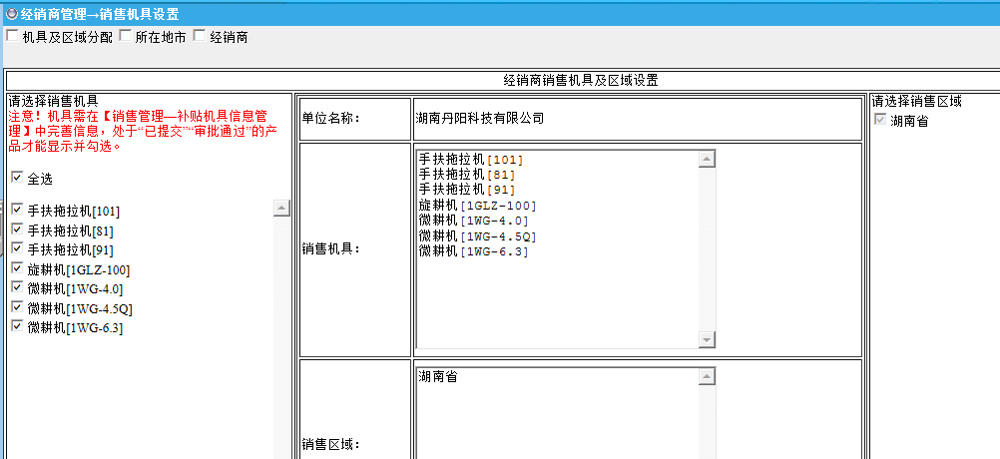 经销商管理→销售机具设置
机具及区域分配 所在地市 经销商
经销商销售机具及区域设置
请选择销售机具
注意！机具需在【销售管理—补贴机具信息管
理】中完善信息，处于“已提交”“审批通过”的产
品才能显示并勾选。
全选
手扶拖拉机[101]
手扶拖拉机[81]
手扶拖拉机[91]
旋耕机[1GLZ-100]
微耕机[1WG-4.0]
微耕机[1WG-4.5Q]
微耕机[1WG-6.3]
单位名称：
湖南丹阳科技有限公司
销售机具：
手扶拖拉机[101]
手扶拖拉机[81]
手扶拖拉机[91]
旋耕机[1GLZ-100]
微耕机[1WG-4.0]
微耕机[1WG-4.5Q]
微耕机[1WG-6.3]
销售区域：
湖南省
请选择销售区域
湖南省